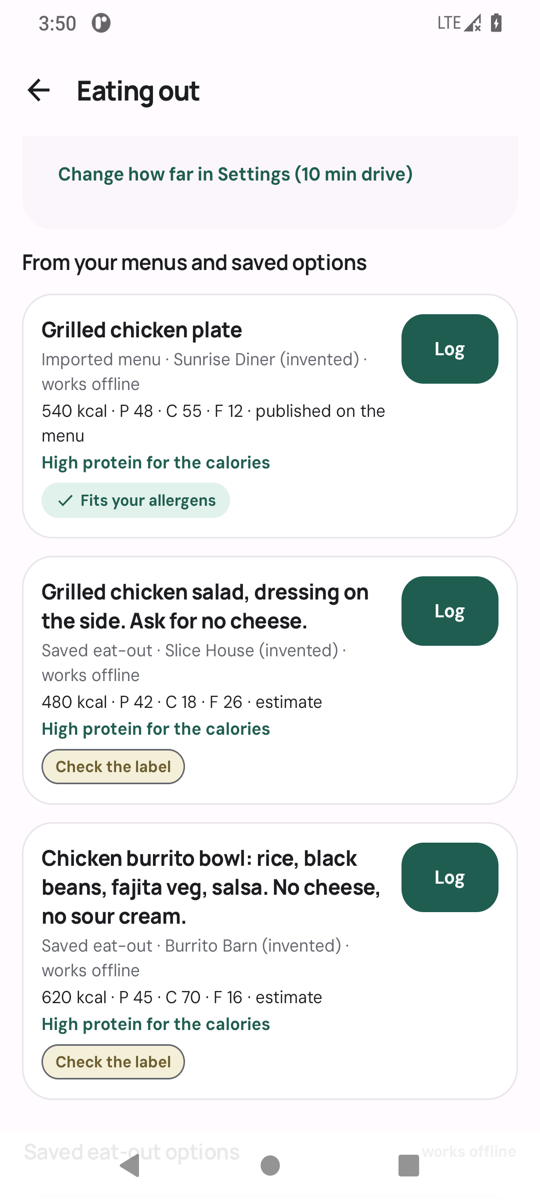 3:50
LTE
Eating out
Change how far in Settings (10 min drive)
From your menus and saved options
Grilled chicken plate
Log
Imported menu · Sunrise Diner (invented) ·
works offline
540 kcal · P 48 · C 55 · F 12 · published on the
menu
High protein for the calories
Fits your allergens
Grilled chicken salad, dressing on
the side. Ask for no cheese.
Log
Saved eat-out · Slice House (invented) ·
works offline
480 kcal · P 42 · C 18 · F 26 · estimate
High protein for the calories
Check the label
Chicken burrito bowl: rice, black
beans, fajita veg, salsa. No cheese,
no sour cream.
Log
Saved eat-out · Burrito Barn (invented) ·
works offline
620 kcal · P 45 · C 70 · F 16 · estimate
High protein for the calories
Check the label
Saved eat-out options
works offline